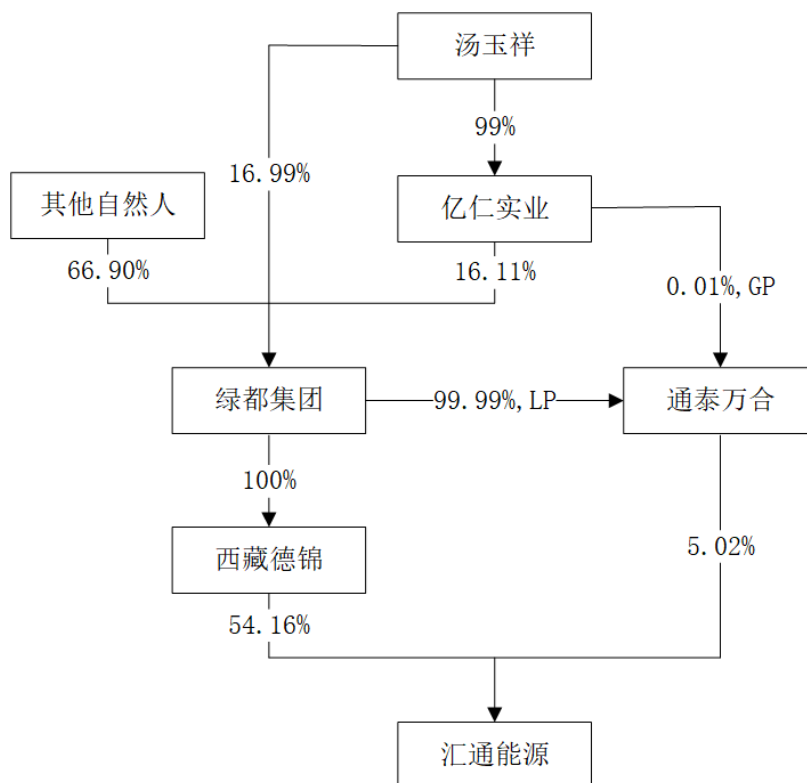 汤玉祥
99%
16.99%
其他自然人
亿仁实业
66.90%
16.11%
0.01%,GP
绿都集团
99.99%,LP
通泰万合
100%
西藏德锦
5.02%
54.16%
汇通能源